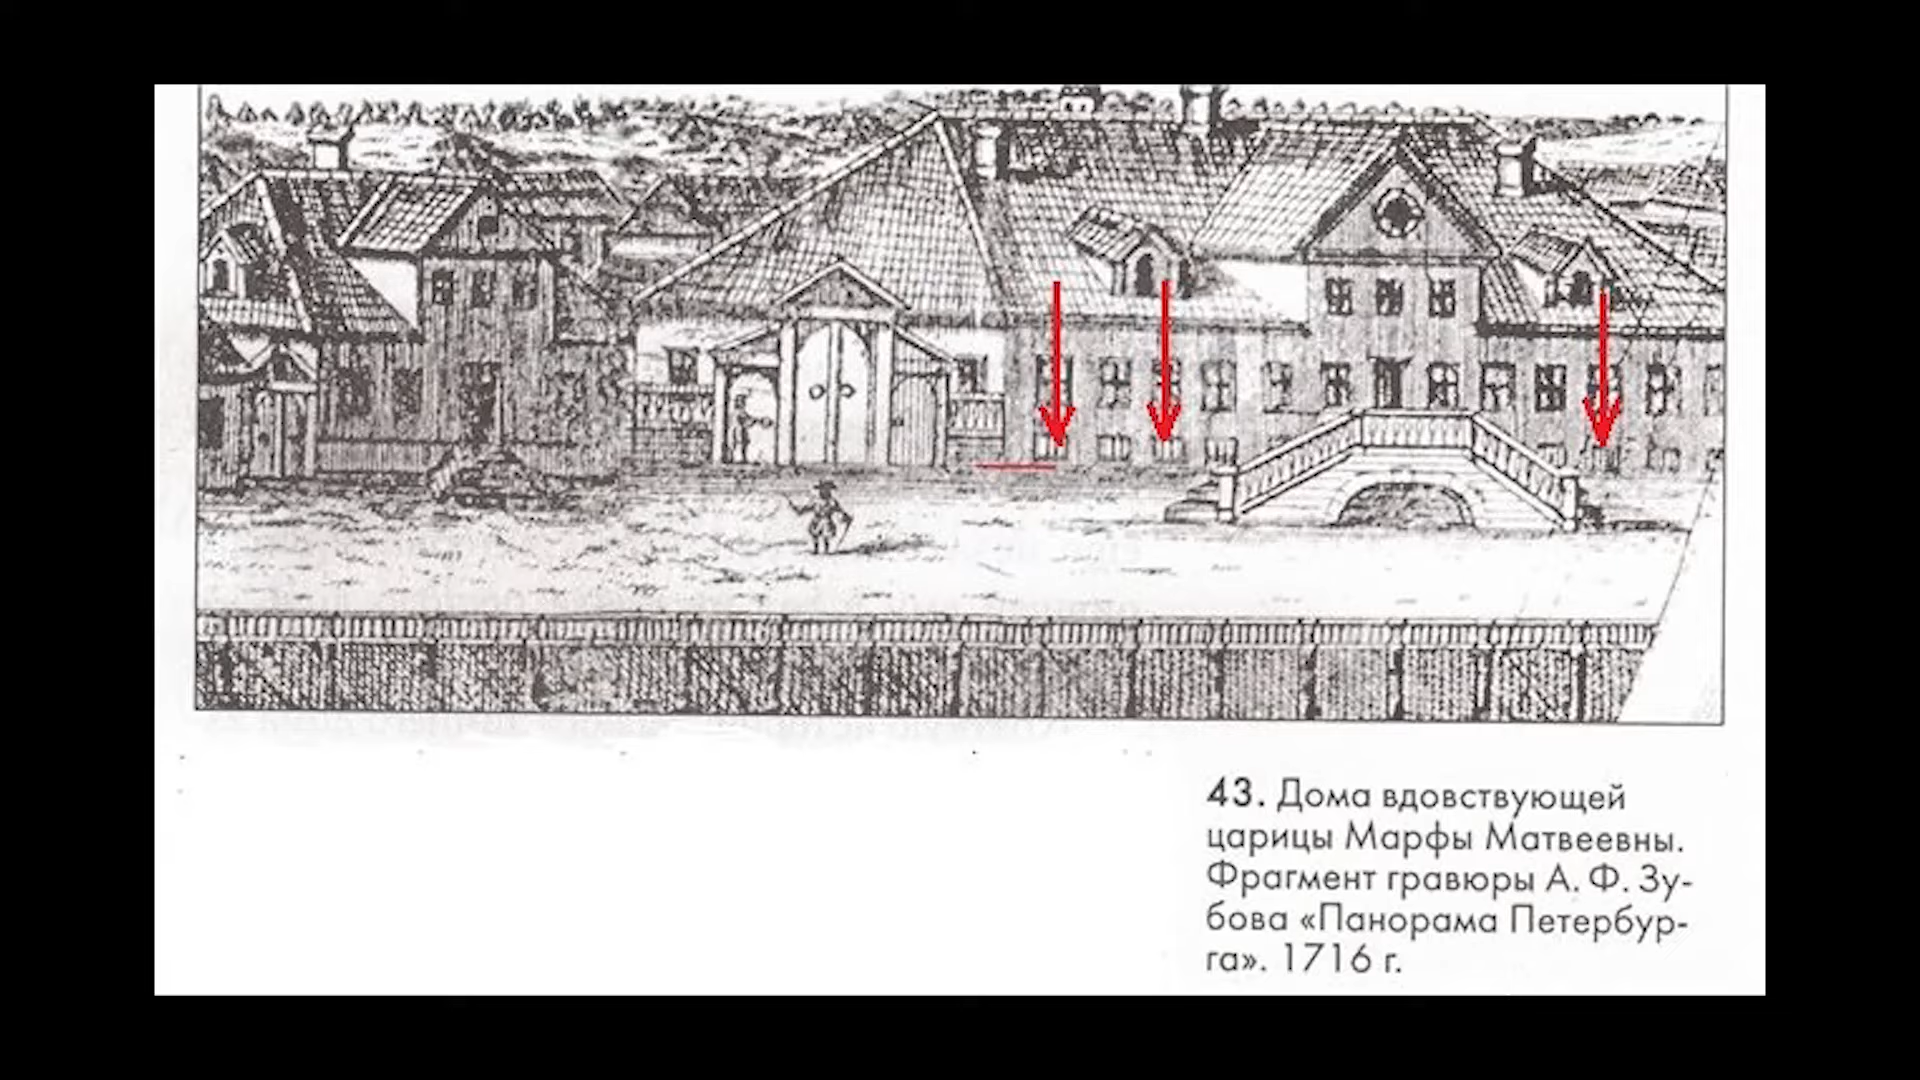 43. Дома вдовствующей
царицы Марфы Матвеевны.
Фрагмент гравюры А. Ф. Зу-
бова «Панорама Петербур-
га». 1716 г.